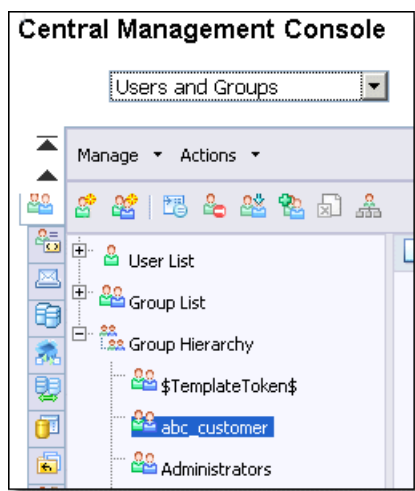 Central Management Console
Users and Groups
Manage Actions
User List
Group List
Group Hierarchy
$TemplateToken$
abc_customer
Administrators